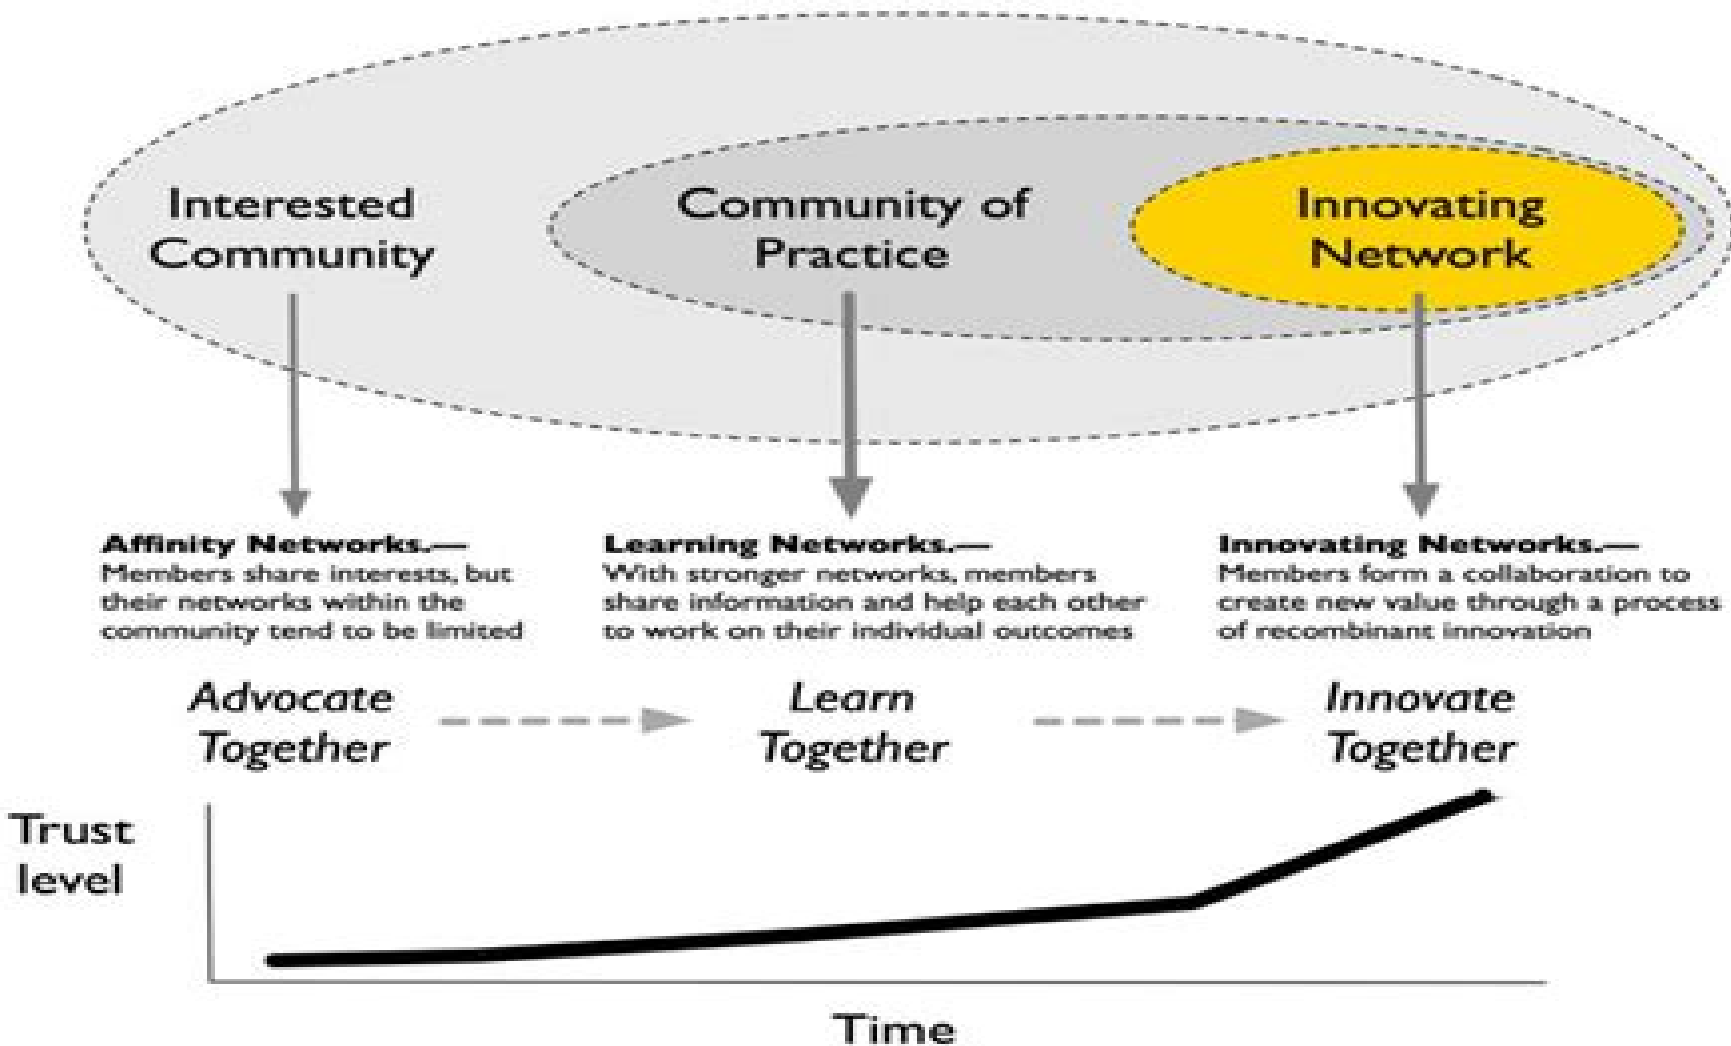 Interested
Community
Community of
Practice
Innovating
Network
Affinity Networks.—
Members share interests, but
their networks within the
community tend to be limited
Learning Networks.—
With stronger networks, members
share information and help each other
to work on their individual outcomes
Innovating Networks.—
Members form a collaboration to
create new value through a process
of recombinant innovation
Advocate
Together
Learn
Together
Innovate
Together
Trust
level
Time